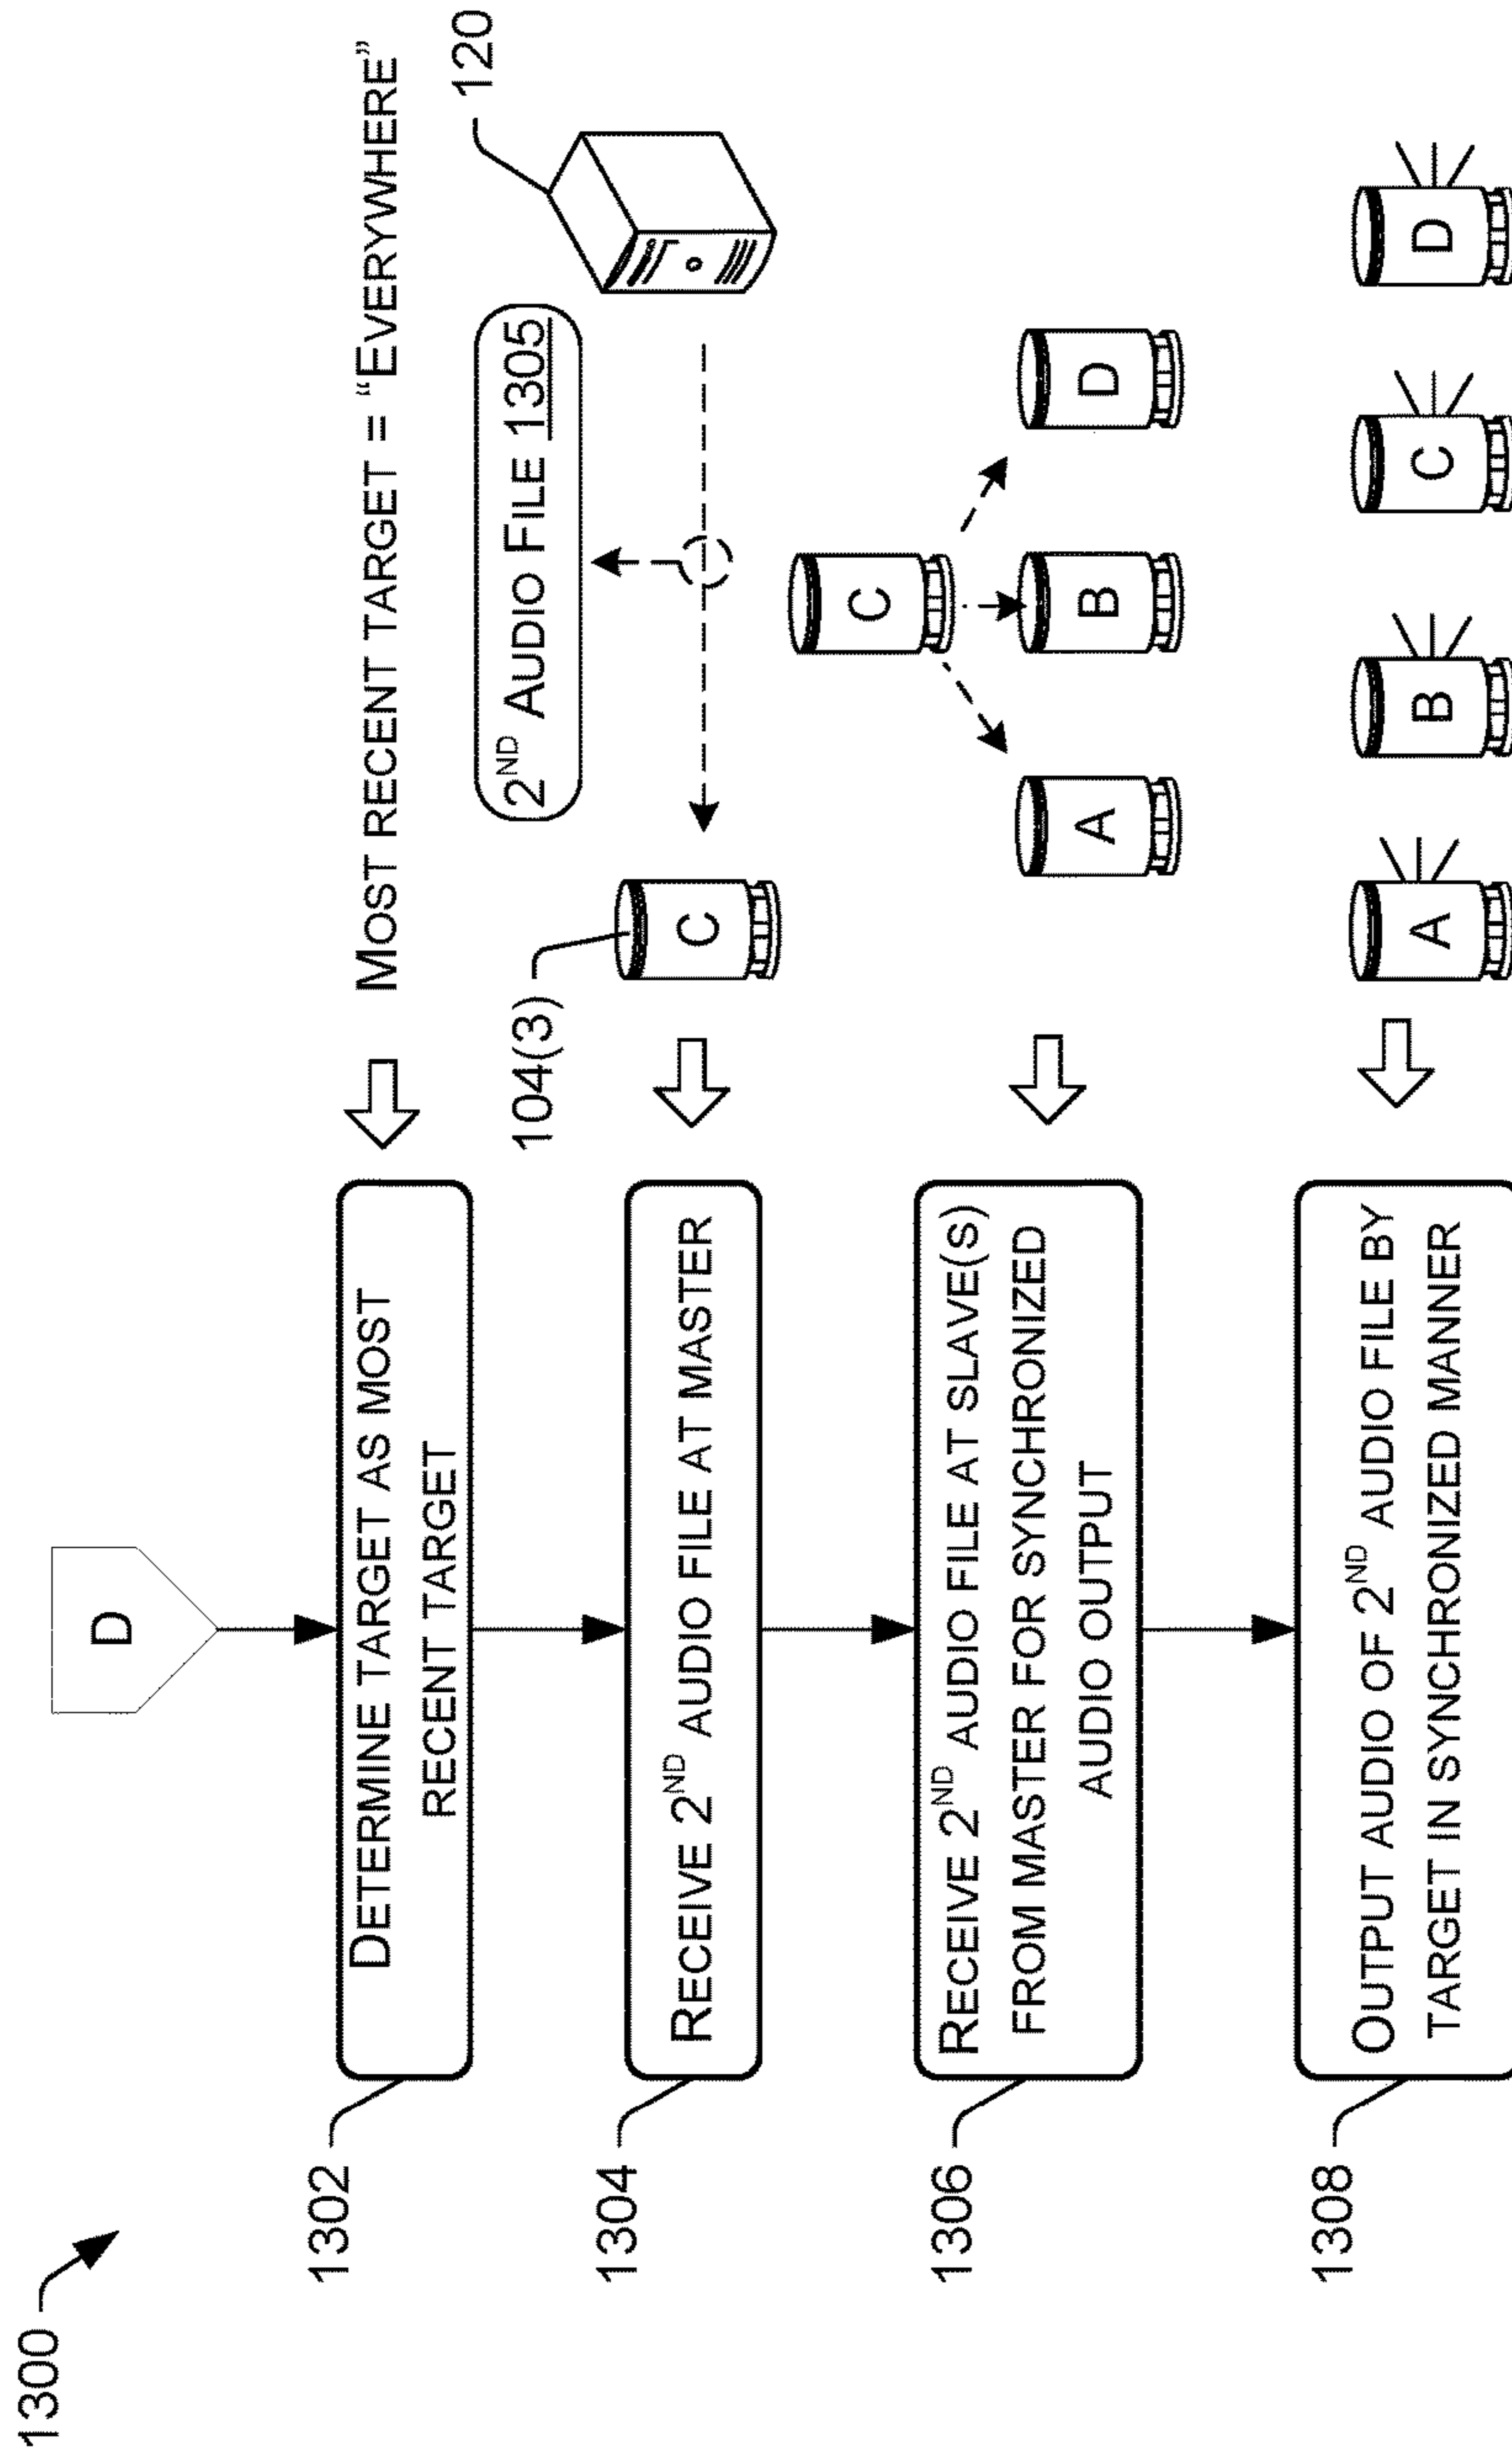 1300
D
1302
DETERMINE TARGET AS MOST
RECENT TARGET
MOST RECENT TARGET = “EVERYWHERE”
1304
RECEIVE 2ND AUDIO FILE AT MASTER
104(3)
C
2ND AUDIO FILE 1305
120
1306
RECEIVE 2ND AUDIO FILE AT SLAVE(S)
FROM MASTER FOR SYNCHRONIZED
AUDIO OUTPUT
C
A
B
D
1308
OUTPUT AUDIO OF 2ND AUDIO FILE BY
TARGET IN SYNCHRONIZED MANNER
A
B
C
D